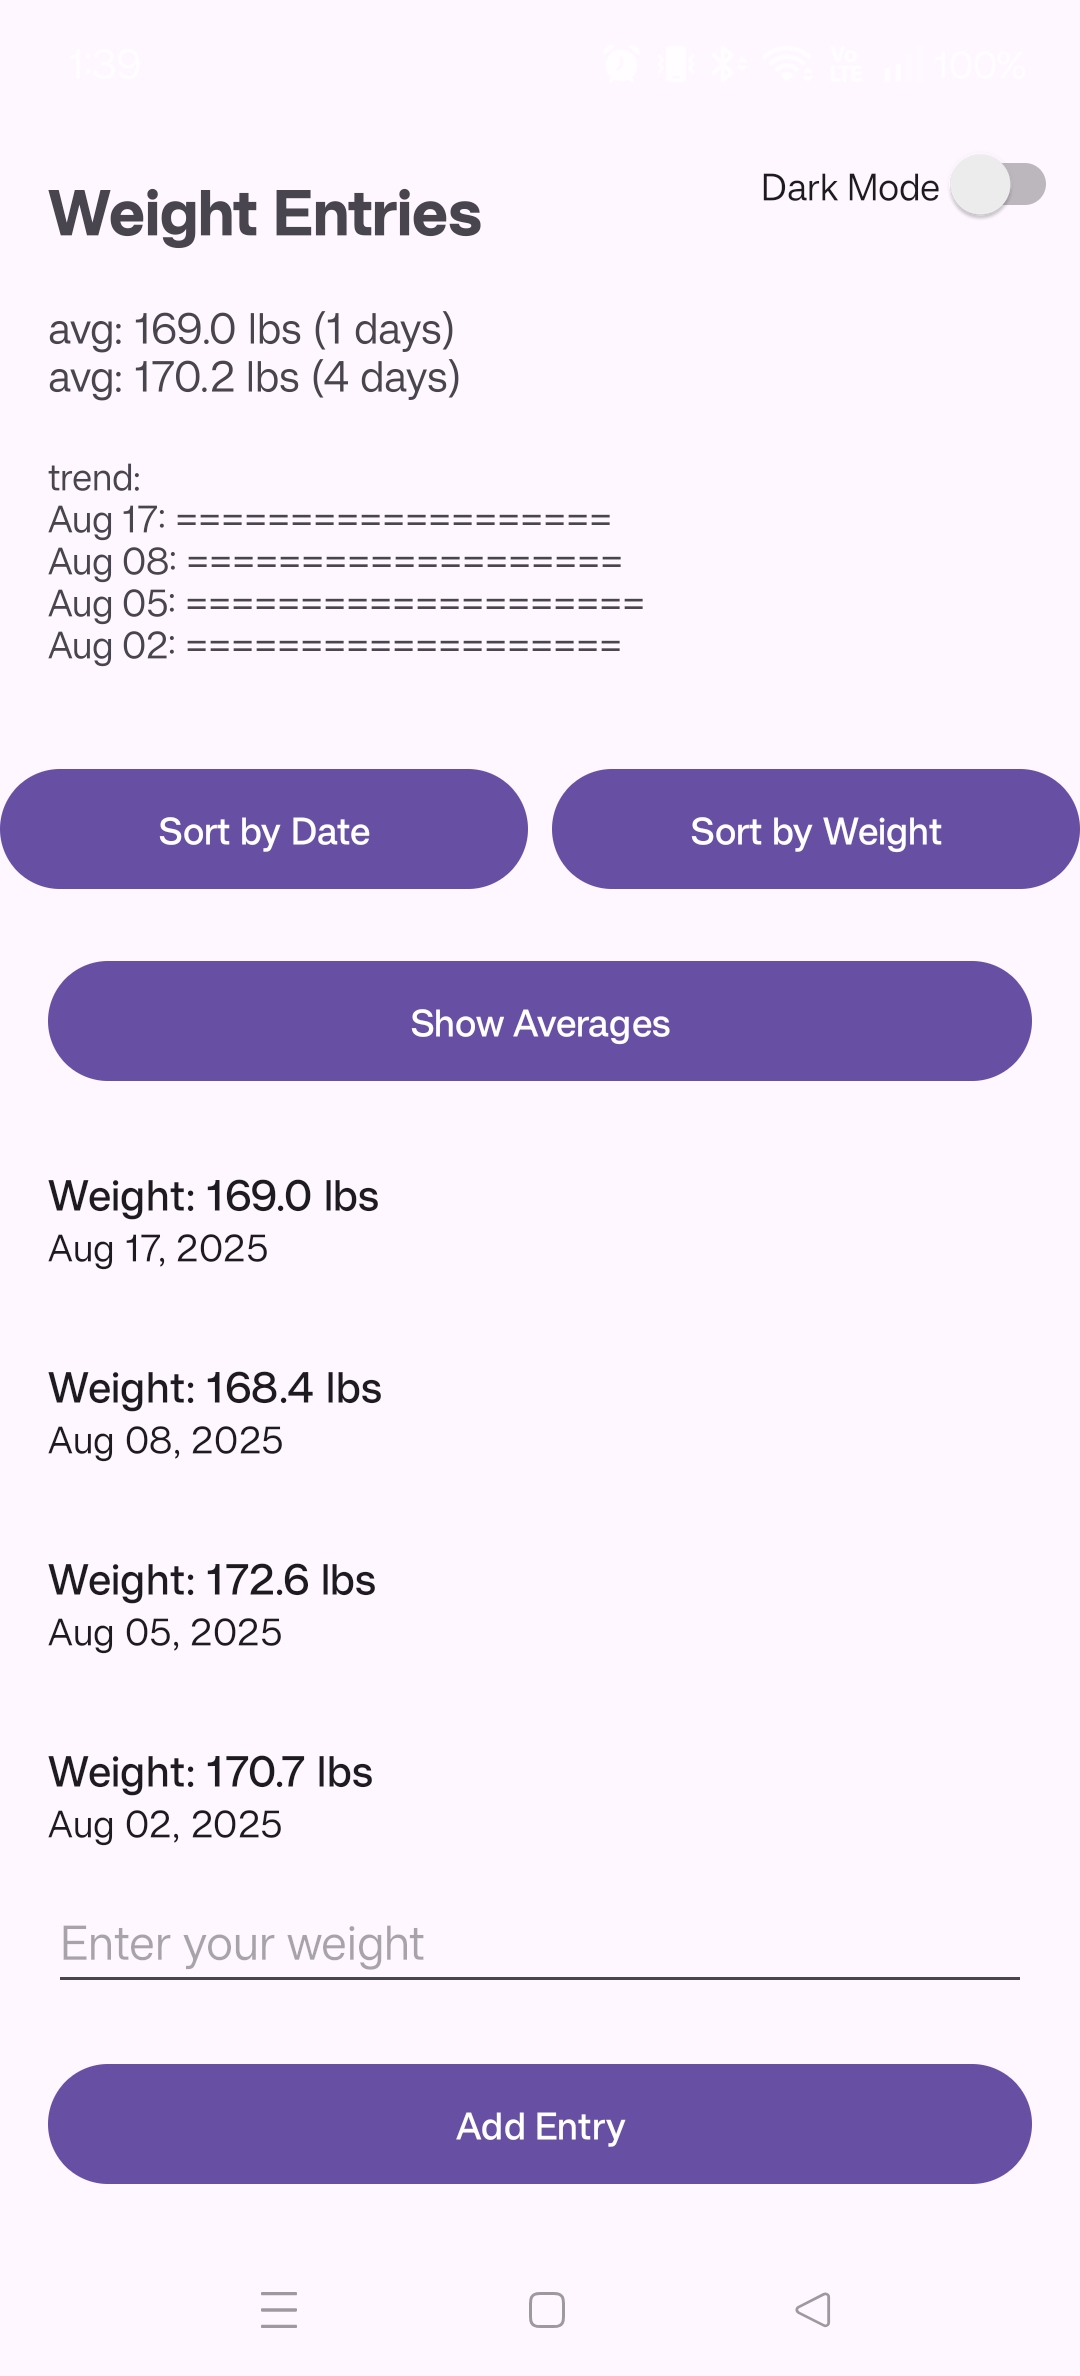 1:39 Vo LTE 100%
Dark Mode
Weight Entries
avg: 169.0 lbs (1 days)
avg: 170.2 lbs (4 days)
trend:
Aug 17: ===================
Aug 08: ===================
Aug 05: ====================
Aug 02: ===================
Sort by Date
Sort by Weight
Show Averages
Weight: 169.0 lbs
Aug 17, 2025
Weight: 168.4 lbs
Aug 08, 2025
Weight: 172.6 lbs
Aug 05, 2025
Weight: 170.7 lbs
Aug 02, 2025
Enter your weight
Add Entry